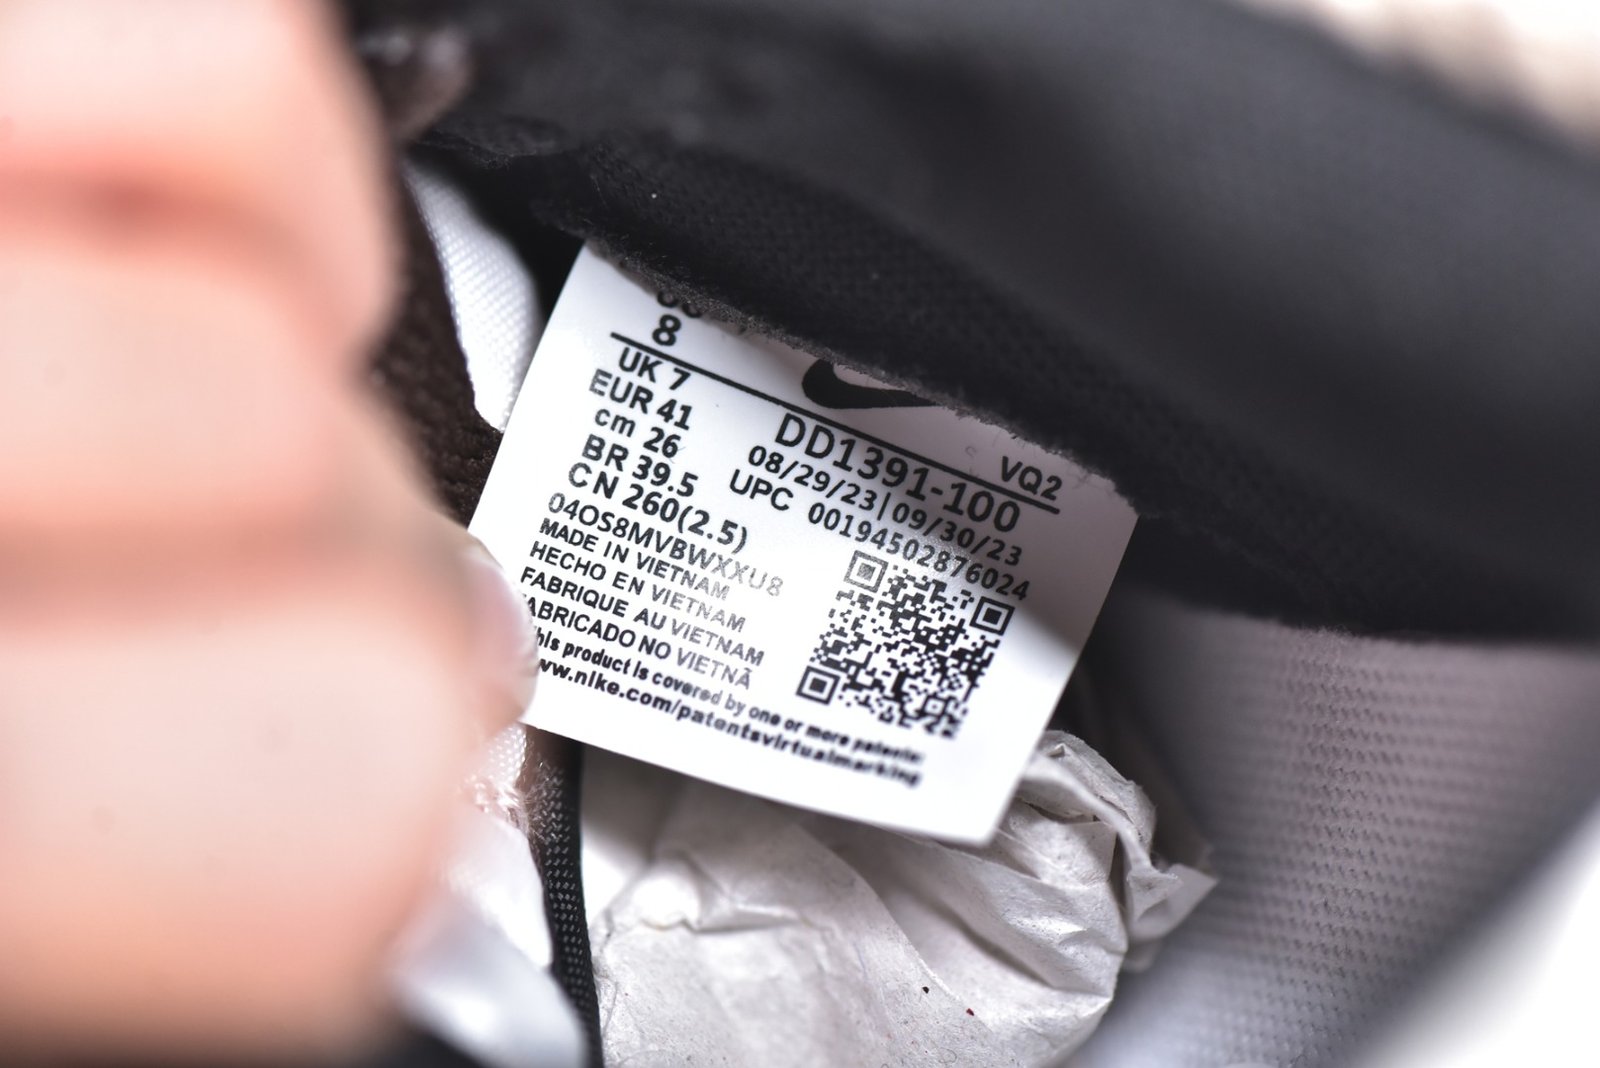 8
UK 7
EUR 41
cm 26
BR 39.5
CN 260(2.5)
VQ2
DD1391-100
08/29/23|09/30/23
UPC 00194502876024
04OS8MVBWXXU8
MADE IN VIETNAM
HECHO EN VIETNAM
FABRIQUE AU VIETNAM
FABRICADO NO VIETNÃ
This product is covered by one or more patents:
www.nike.com/patentsvirtualmarking